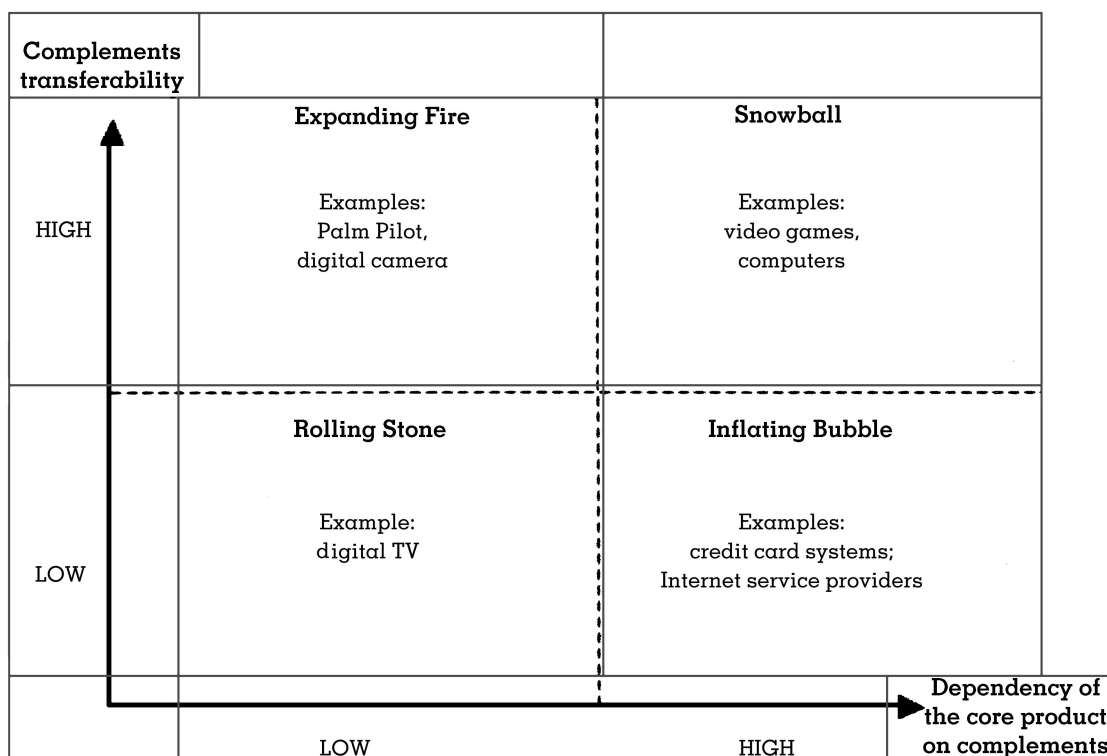 Complements
transferability
Expanding Fire
Snowball
HIGH
Examples:
Palm Pilot,
digital camera
Examples:
video games,
computers
Rolling Stone
Inflating Bubble
LOW
Example:
digital TV
Examples:
credit card systems;
Internet service providers
LOW
HIGH
Dependency of
the core product
on complements